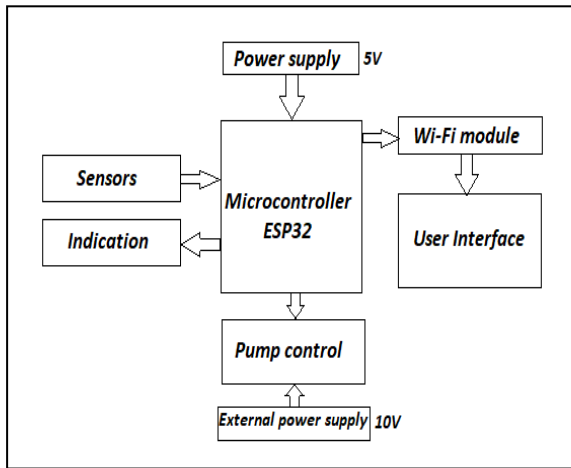 Power supply 5V
Wi-Fi module
Sensors
Microcontroller
ESP32
Indication
User Interface
Pump control
External power supply 10V